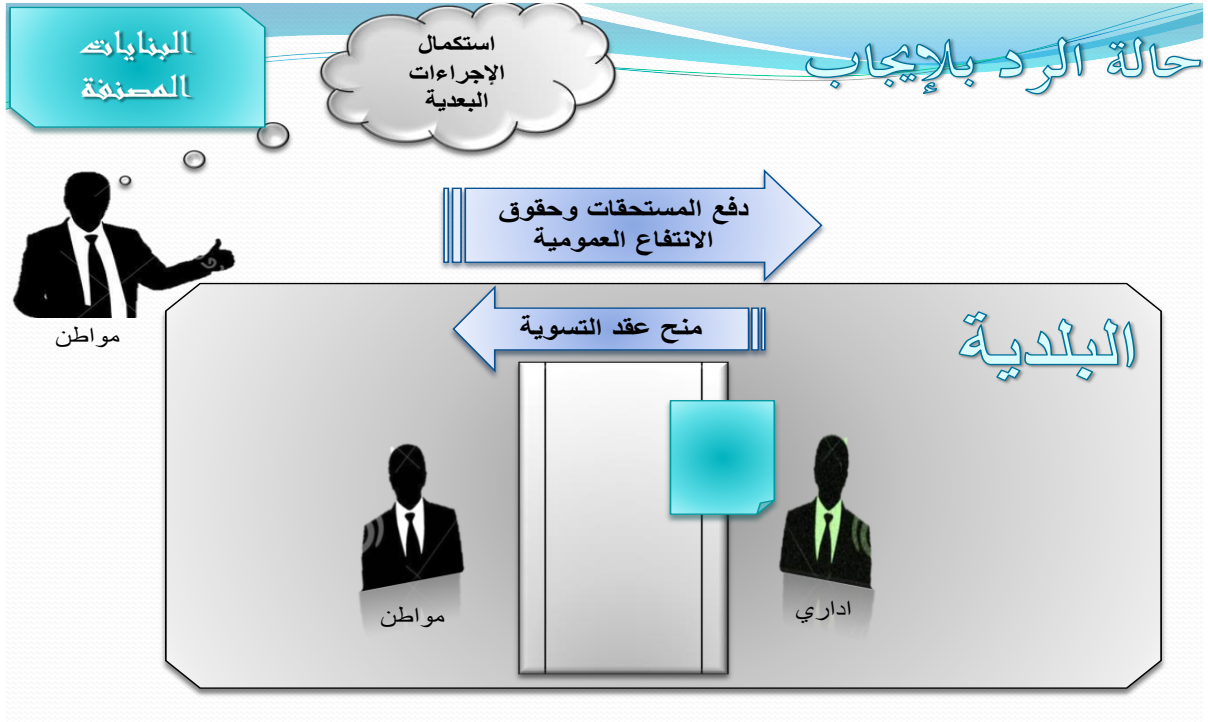 حالة الرد بلإيجاب
البنايات
المصنفة
استكمال
الإجراءات
البعدية
دفع المستحقات وحقوق
الانتفاع العمومية
مواطن
منح عقد التسوية
البلدية
اداري
مواطن